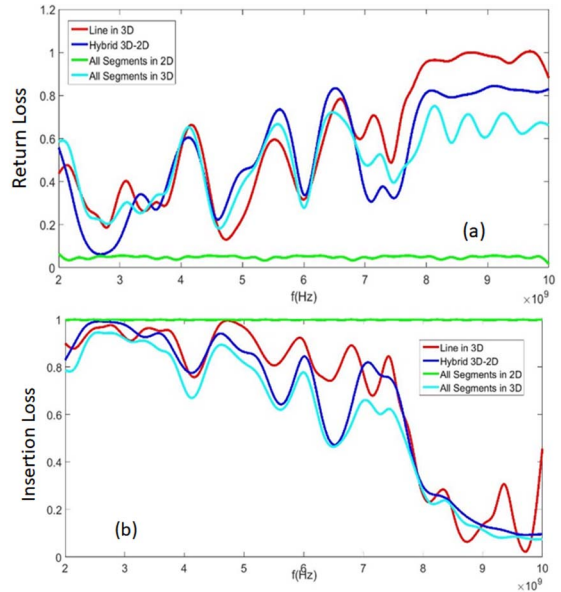 1.2
1
0.8
0.6
0.4
0.2
0
Return Loss
Line in 3D
Hybrid 3D-2D
All Segments in 2D
All Segments in 3D
(a)
2 3 4 5 6 7 8 9 10
f(Hz)
×10⁹
1
0.8
0.6
0.4
0.2
0
Insertion Loss
Line in 3D
Hybrid 3D-2D
All Segments in 2D
All Segments in 3D
(b)
2 3 4 5 6 7 8 9 10
f(Hz)
×10⁹